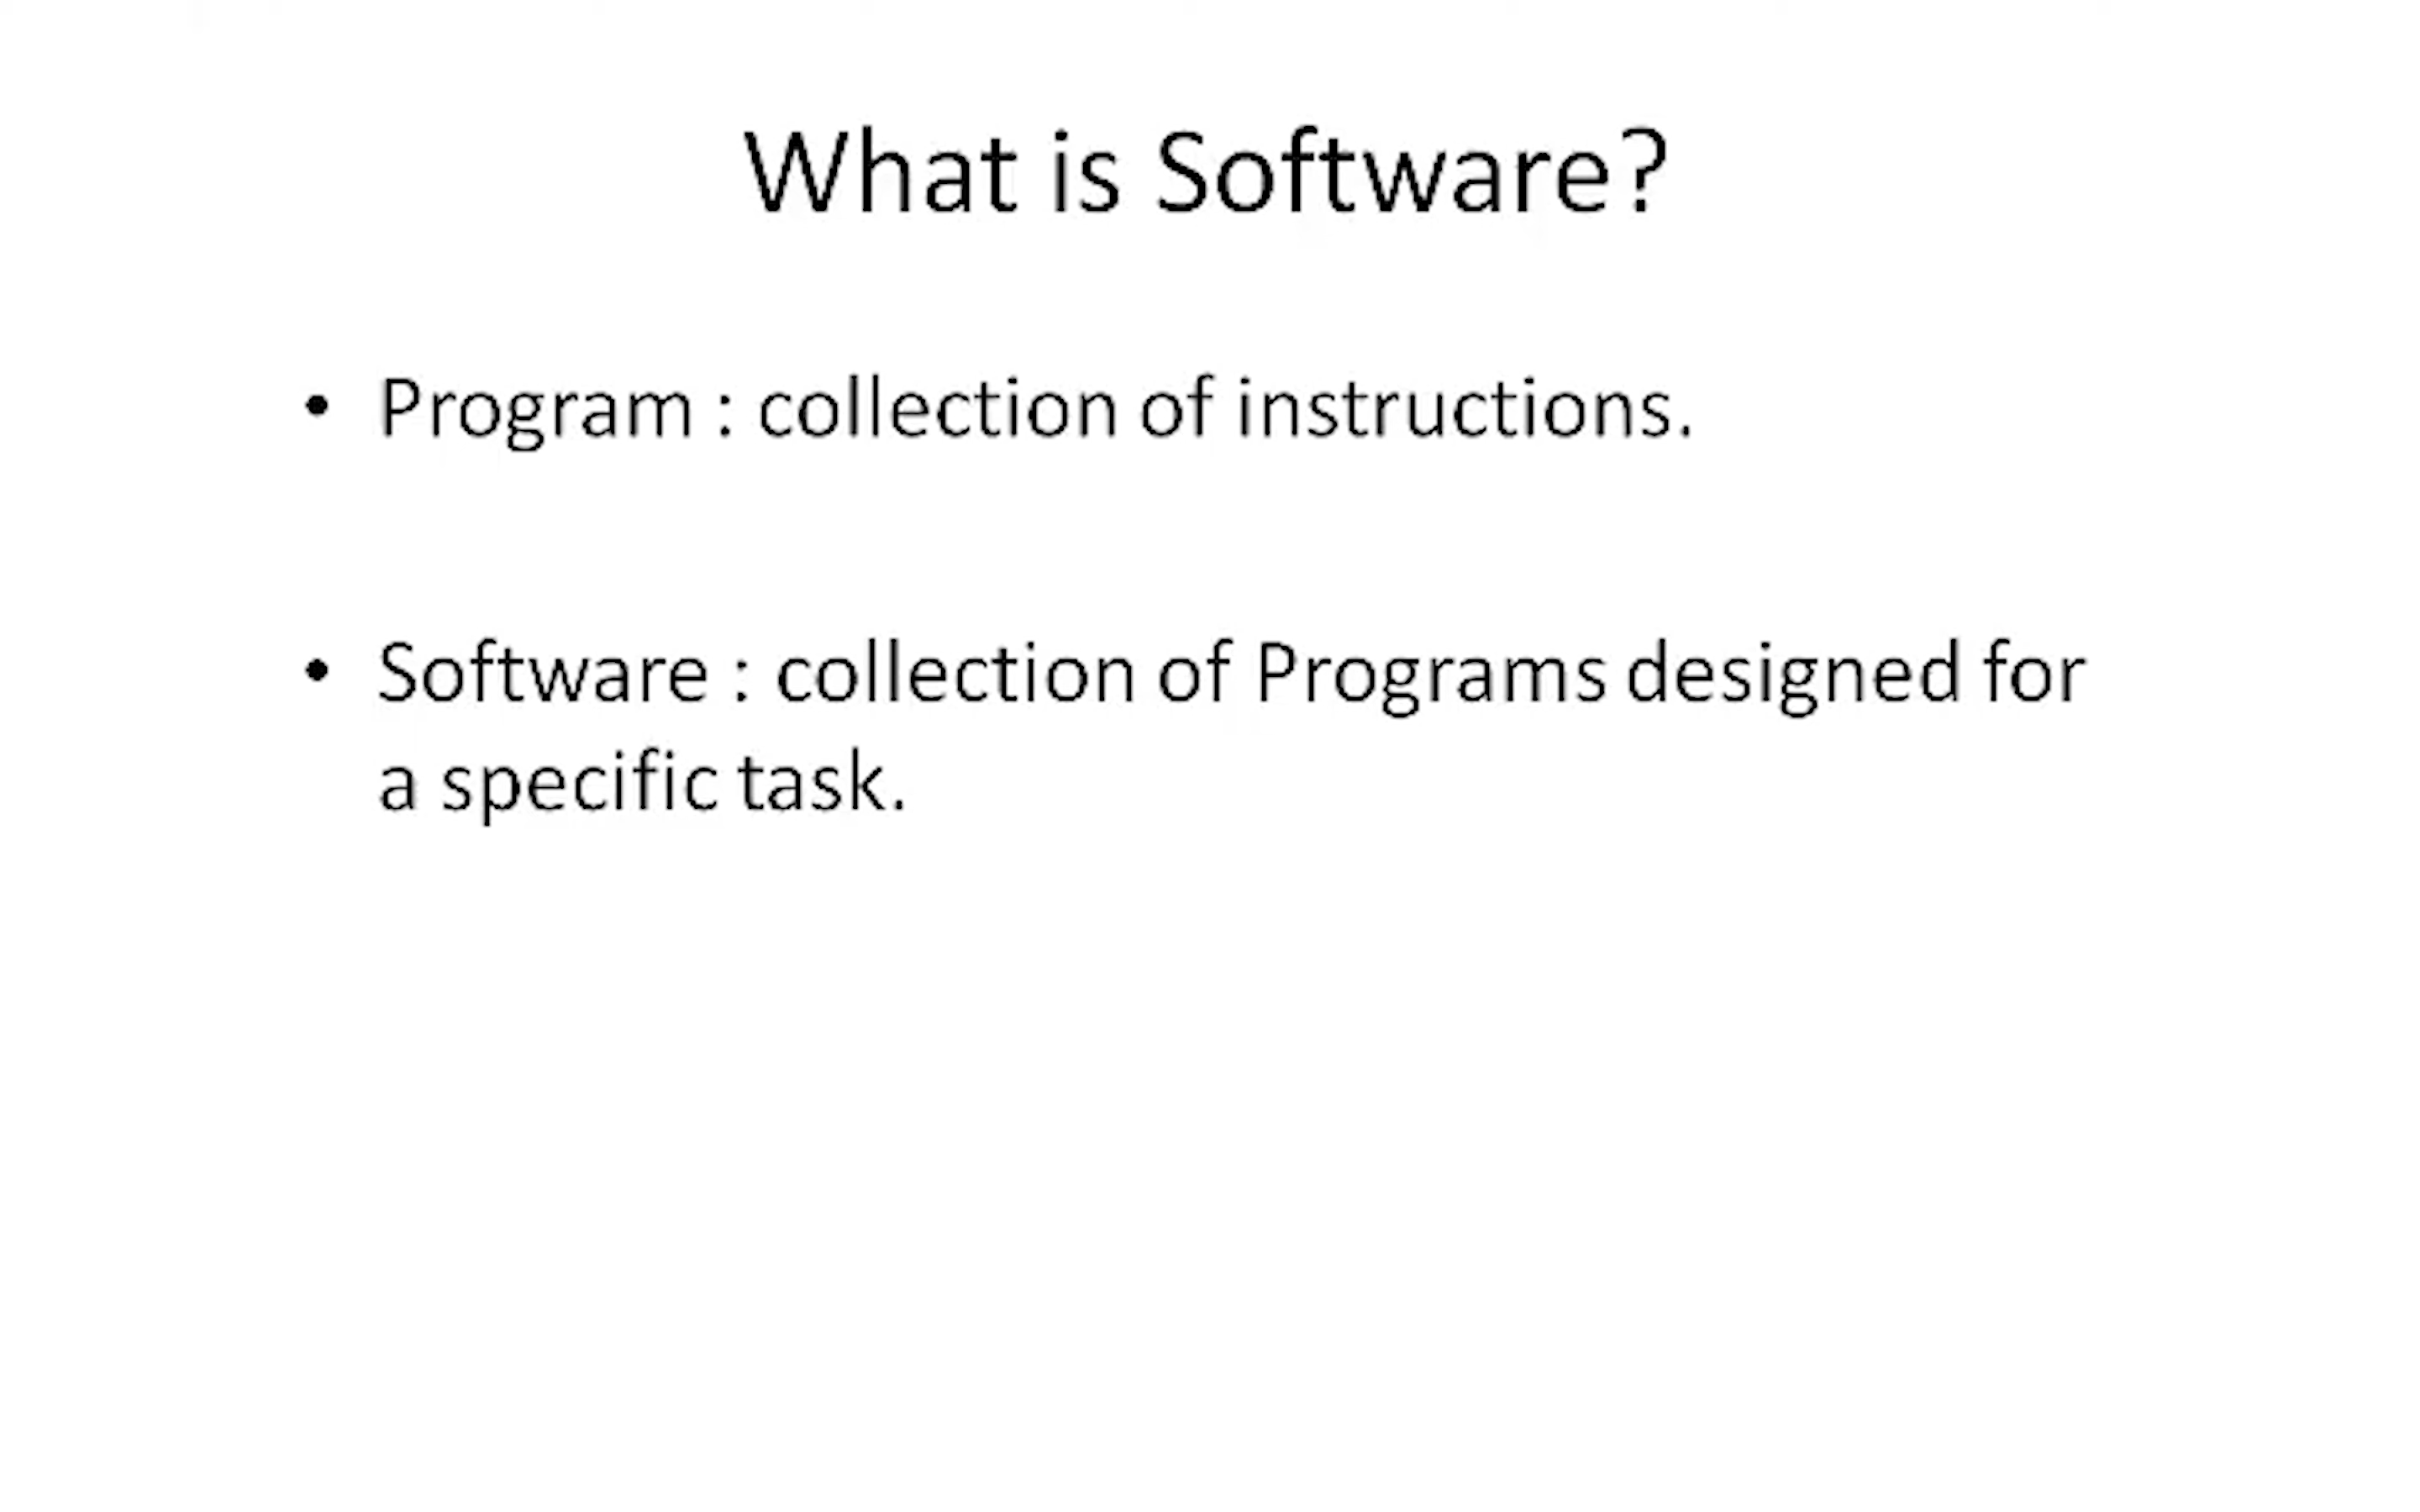 What is Software?
• Program : collection of instructions.
• Software : collection of Programs designed for
a specific task.